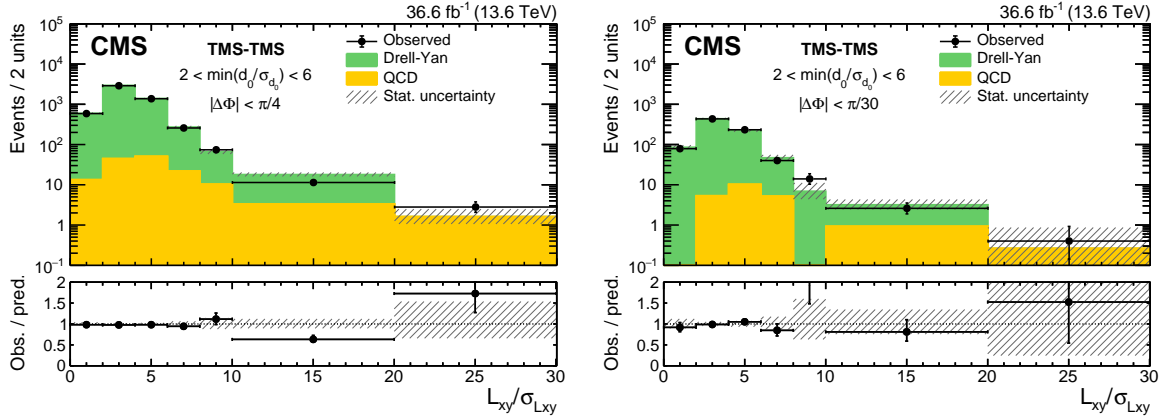 36.6 fb⁻¹ (13.6 TeV)
CMS
TMS-TMS
2 < min(d₀/σ_d₀) < 6
|ΔΦ| < π/4
Observed
Drell-Yan
QCD
Stat. uncertainty
Events / 2 units
10⁵
10⁴
10³
10²
10
1
10⁻¹
Obs. / pred.
2
1.5
1
0.5
0
0 5 10 15 20 25 30
L_xy/σ_Lxy
36.6 fb⁻¹ (13.6 TeV)
CMS
TMS-TMS
2 < min(d₀/σ_d₀) < 6
|ΔΦ| < π/30
Observed
Drell-Yan
QCD
Stat. uncertainty
Events / 2 units
10⁵
10⁴
10³
10²
10
1
10⁻¹
Obs. / pred.
2
1.5
1
0.5
0
0 5 10 15 20 25 30
L_xy/σ_Lxy